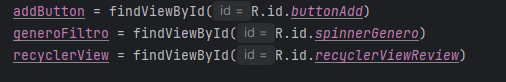 addButton = findViewById( id = R.id.buttonAdd)
generoFiltro = findViewById( id = R.id.spinnerGenero)
recyclerView = findViewById( id = R.id.recyclerViewReview)